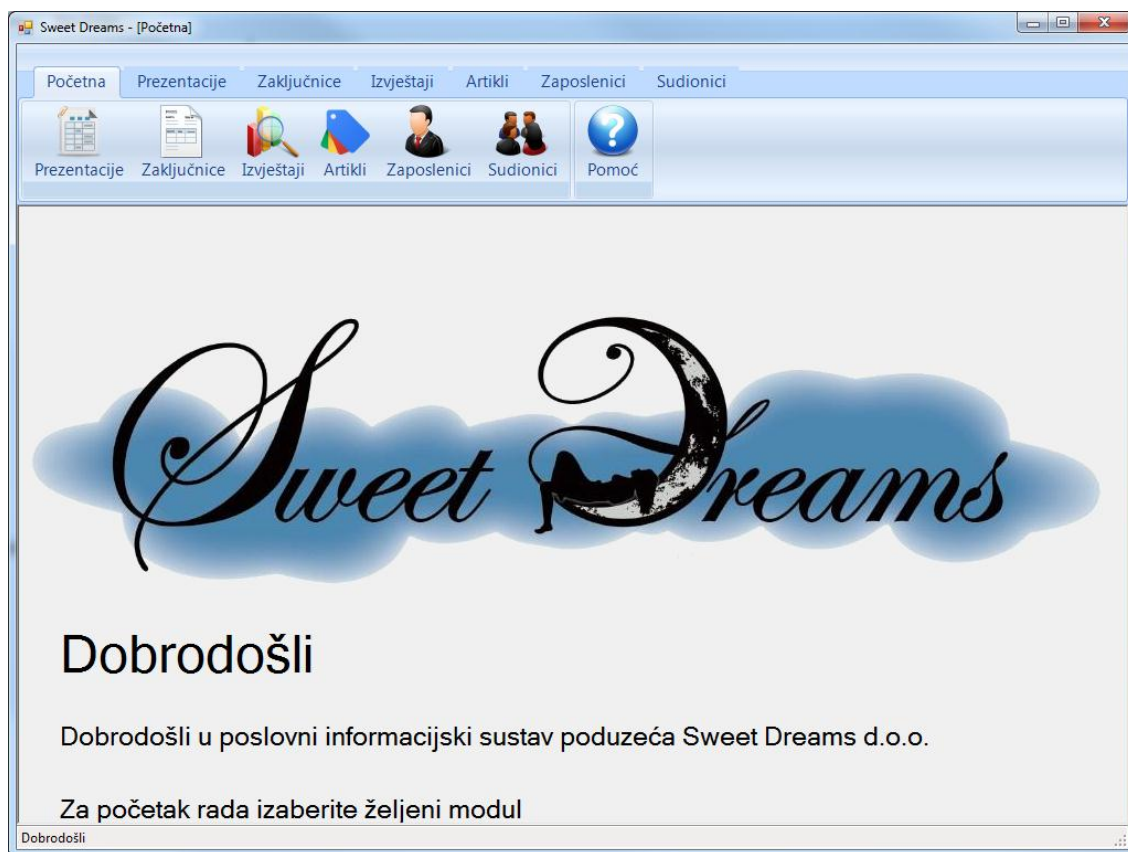 Sweet Dreams - [Početna]
Početna Prezentacije Zaključnice Izvještaji Artikli Zaposlenici Sudionici
Prezentacije Zaključnice Izvještaji Artikli Zaposlenici Sudionici Pomoć
Sweet Dreams
Dobrodošli
Dobrodošli u poslovni informacijski sustav poduzeća Sweet Dreams d.o.o.
Za početak rada izaberite željeni modul
Dobrodošli